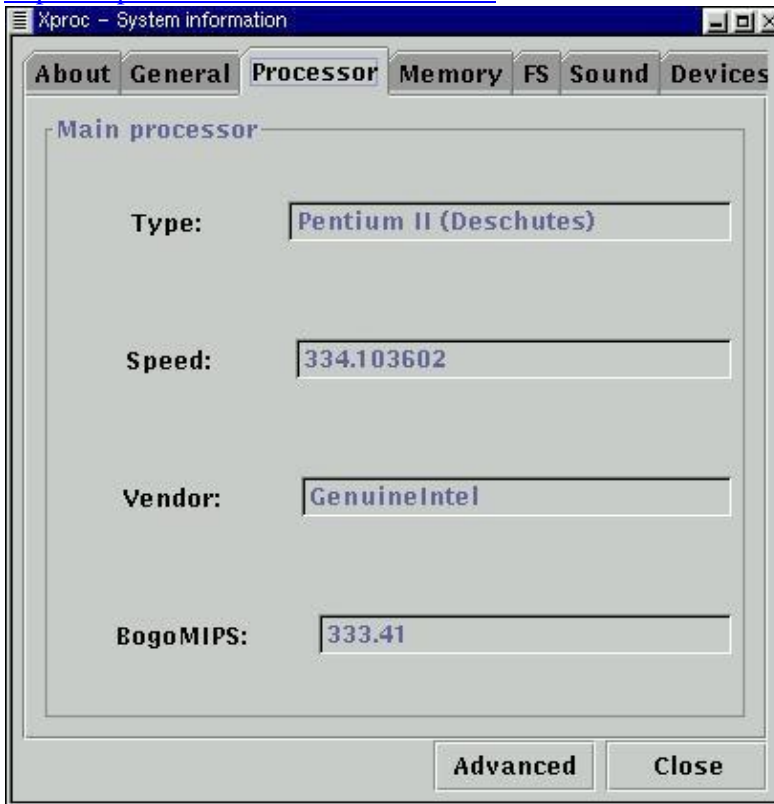 Xproc – System information
About General Processor Memory FS Sound Devices
Main processor
Type: Pentium II (Deschutes)
Speed: 334.103602
Vendor: GenuineIntel
BogoMIPS: 333.41
Advanced Close